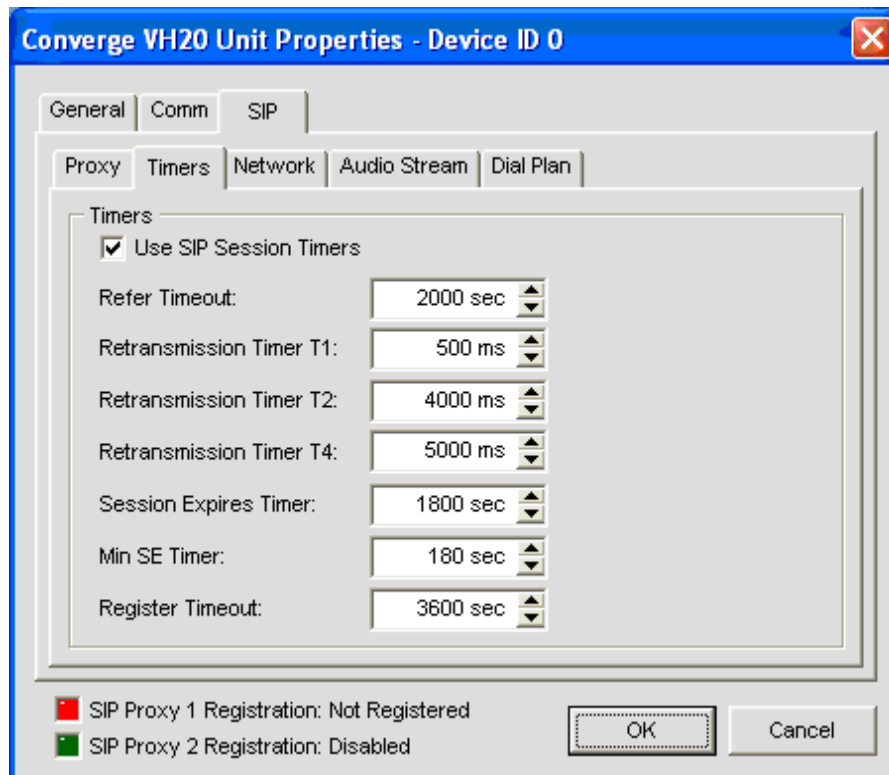 Converge VH20 Unit Properties - Device ID 0
General Comm SIP
Proxy Timers Network Audio Stream Dial Plan
Timers
Use SIP Session Timers
Refer Timeout: 2000 sec
Retransmission Timer T1: 500 ms
Retransmission Timer T2: 4000 ms
Retransmission Timer T4: 5000 ms
Session Expires Timer: 1800 sec
Min SE Timer: 180 sec
Register Timeout: 3600 sec
SIP Proxy 1 Registration: Not Registered
SIP Proxy 2 Registration: Disabled
OK Cancel